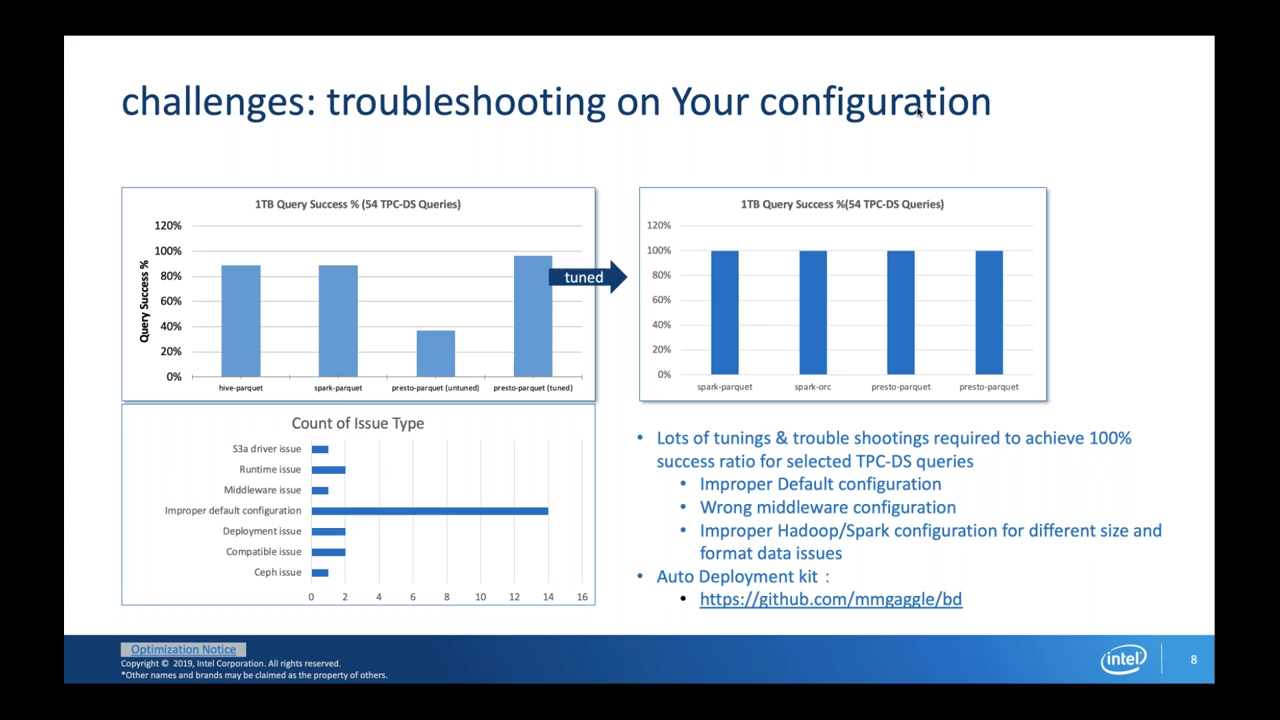 challenges: troubleshooting on Your configuration
1TB Query Success % (54 TPC-DS Queries)
120%
100%
80%
60%
40%
20%
0%
Query Success %
hive-parquet
spark-parquet
presto-parquet (untuned)
presto-parquet (tuned)
tuned
1TB Query Success %(54 TPC-DS Queries)
120%
100%
80%
60%
40%
20%
0%
spark-parquet
spark-orc
presto-parquet
presto-parquet
Count of Issue Type
S3a driver issue
Runtime issue
Middleware issue
Improper default configuration
Deployment issue
Compatible issue
Ceph issue
0 2 4 6 8 10 12 14 16
• Lots of tunings & trouble shootings required to achieve 100%
success ratio for selected TPC-DS queries
• Improper Default configuration
• Wrong middleware configuration
• Improper Hadoop/Spark configuration for different size and
format data issues
• Auto Deployment kit：
• https://github.com/mmgaggle/bd
Optimization Notice
Copyright © 2019, Intel Corporation. All rights reserved.
*Other names and brands may be claimed as the property of others.
intel
8